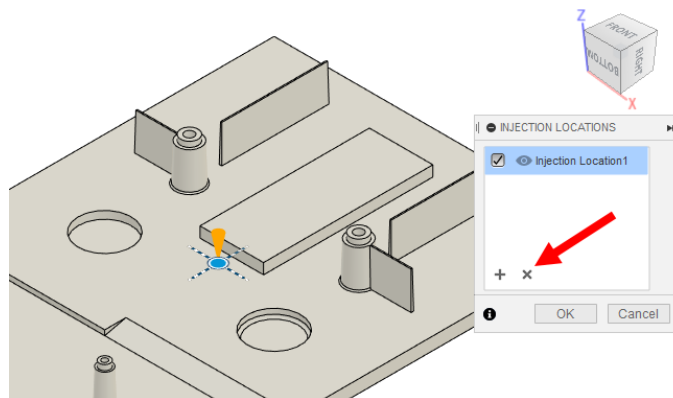 Z
FRONT
RIGHT
BOTTOM
X
INJECTION LOCATIONS
Injection Location1
OK
Cancel